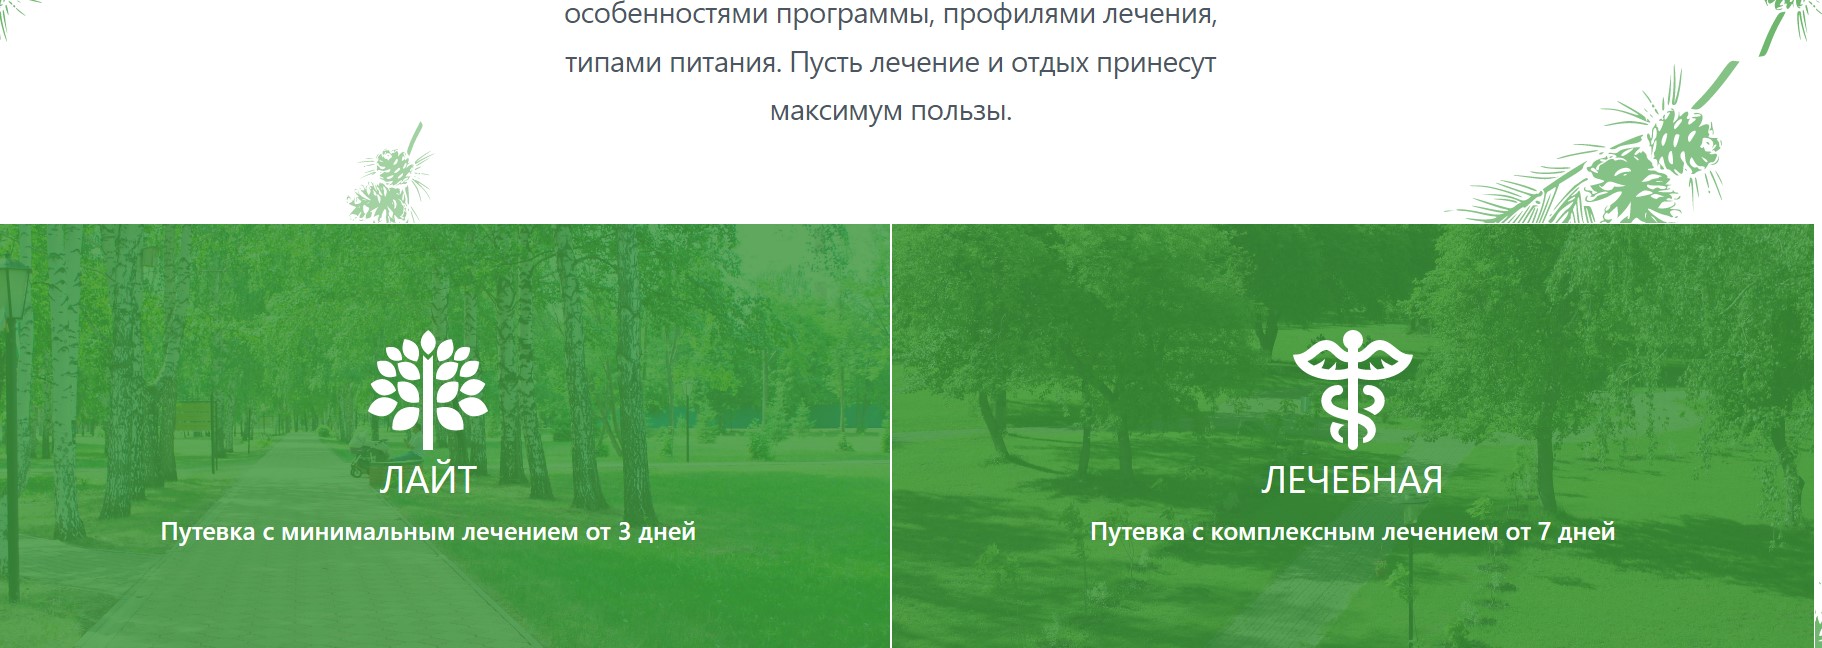 особенностями программы, профилями лечения,
типами питания. Пусть лечение и отдых принесут
максимум пользы.
ЛАЙТ
Путевка с минимальным лечением от 3 дней
ЛЕЧЕБНАЯ
Путевка с комплексным лечением от 7 дней